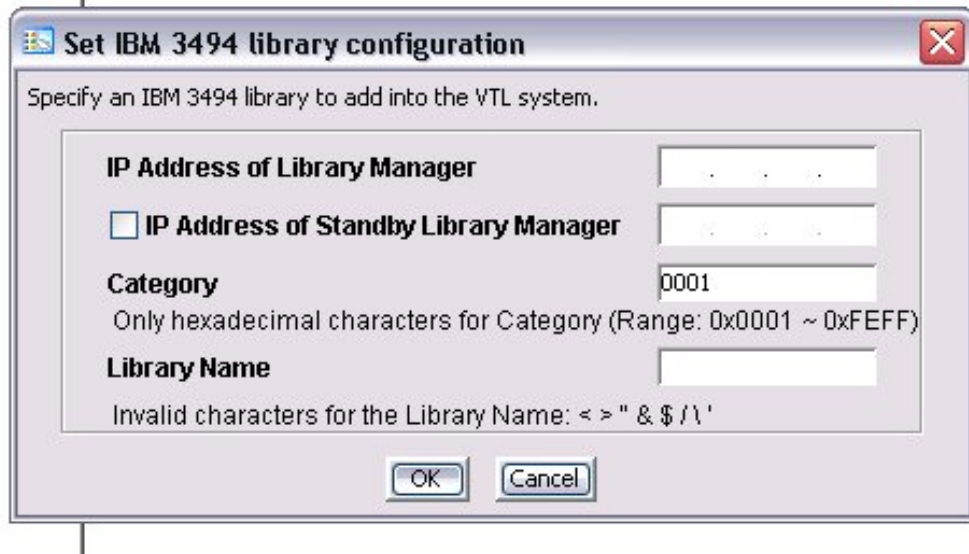 Set IBM 3494 library configuration
Specify an IBM 3494 library to add into the VTL system.
IP Address of Library Manager . . .
IP Address of Standby Library Manager . . .
Category 0001
Only hexadecimal characters for Category (Range: 0x0001 ~ 0xFEFF)
Library Name
Invalid characters for the Library Name: < > " & $ / \ '
OK Cancel